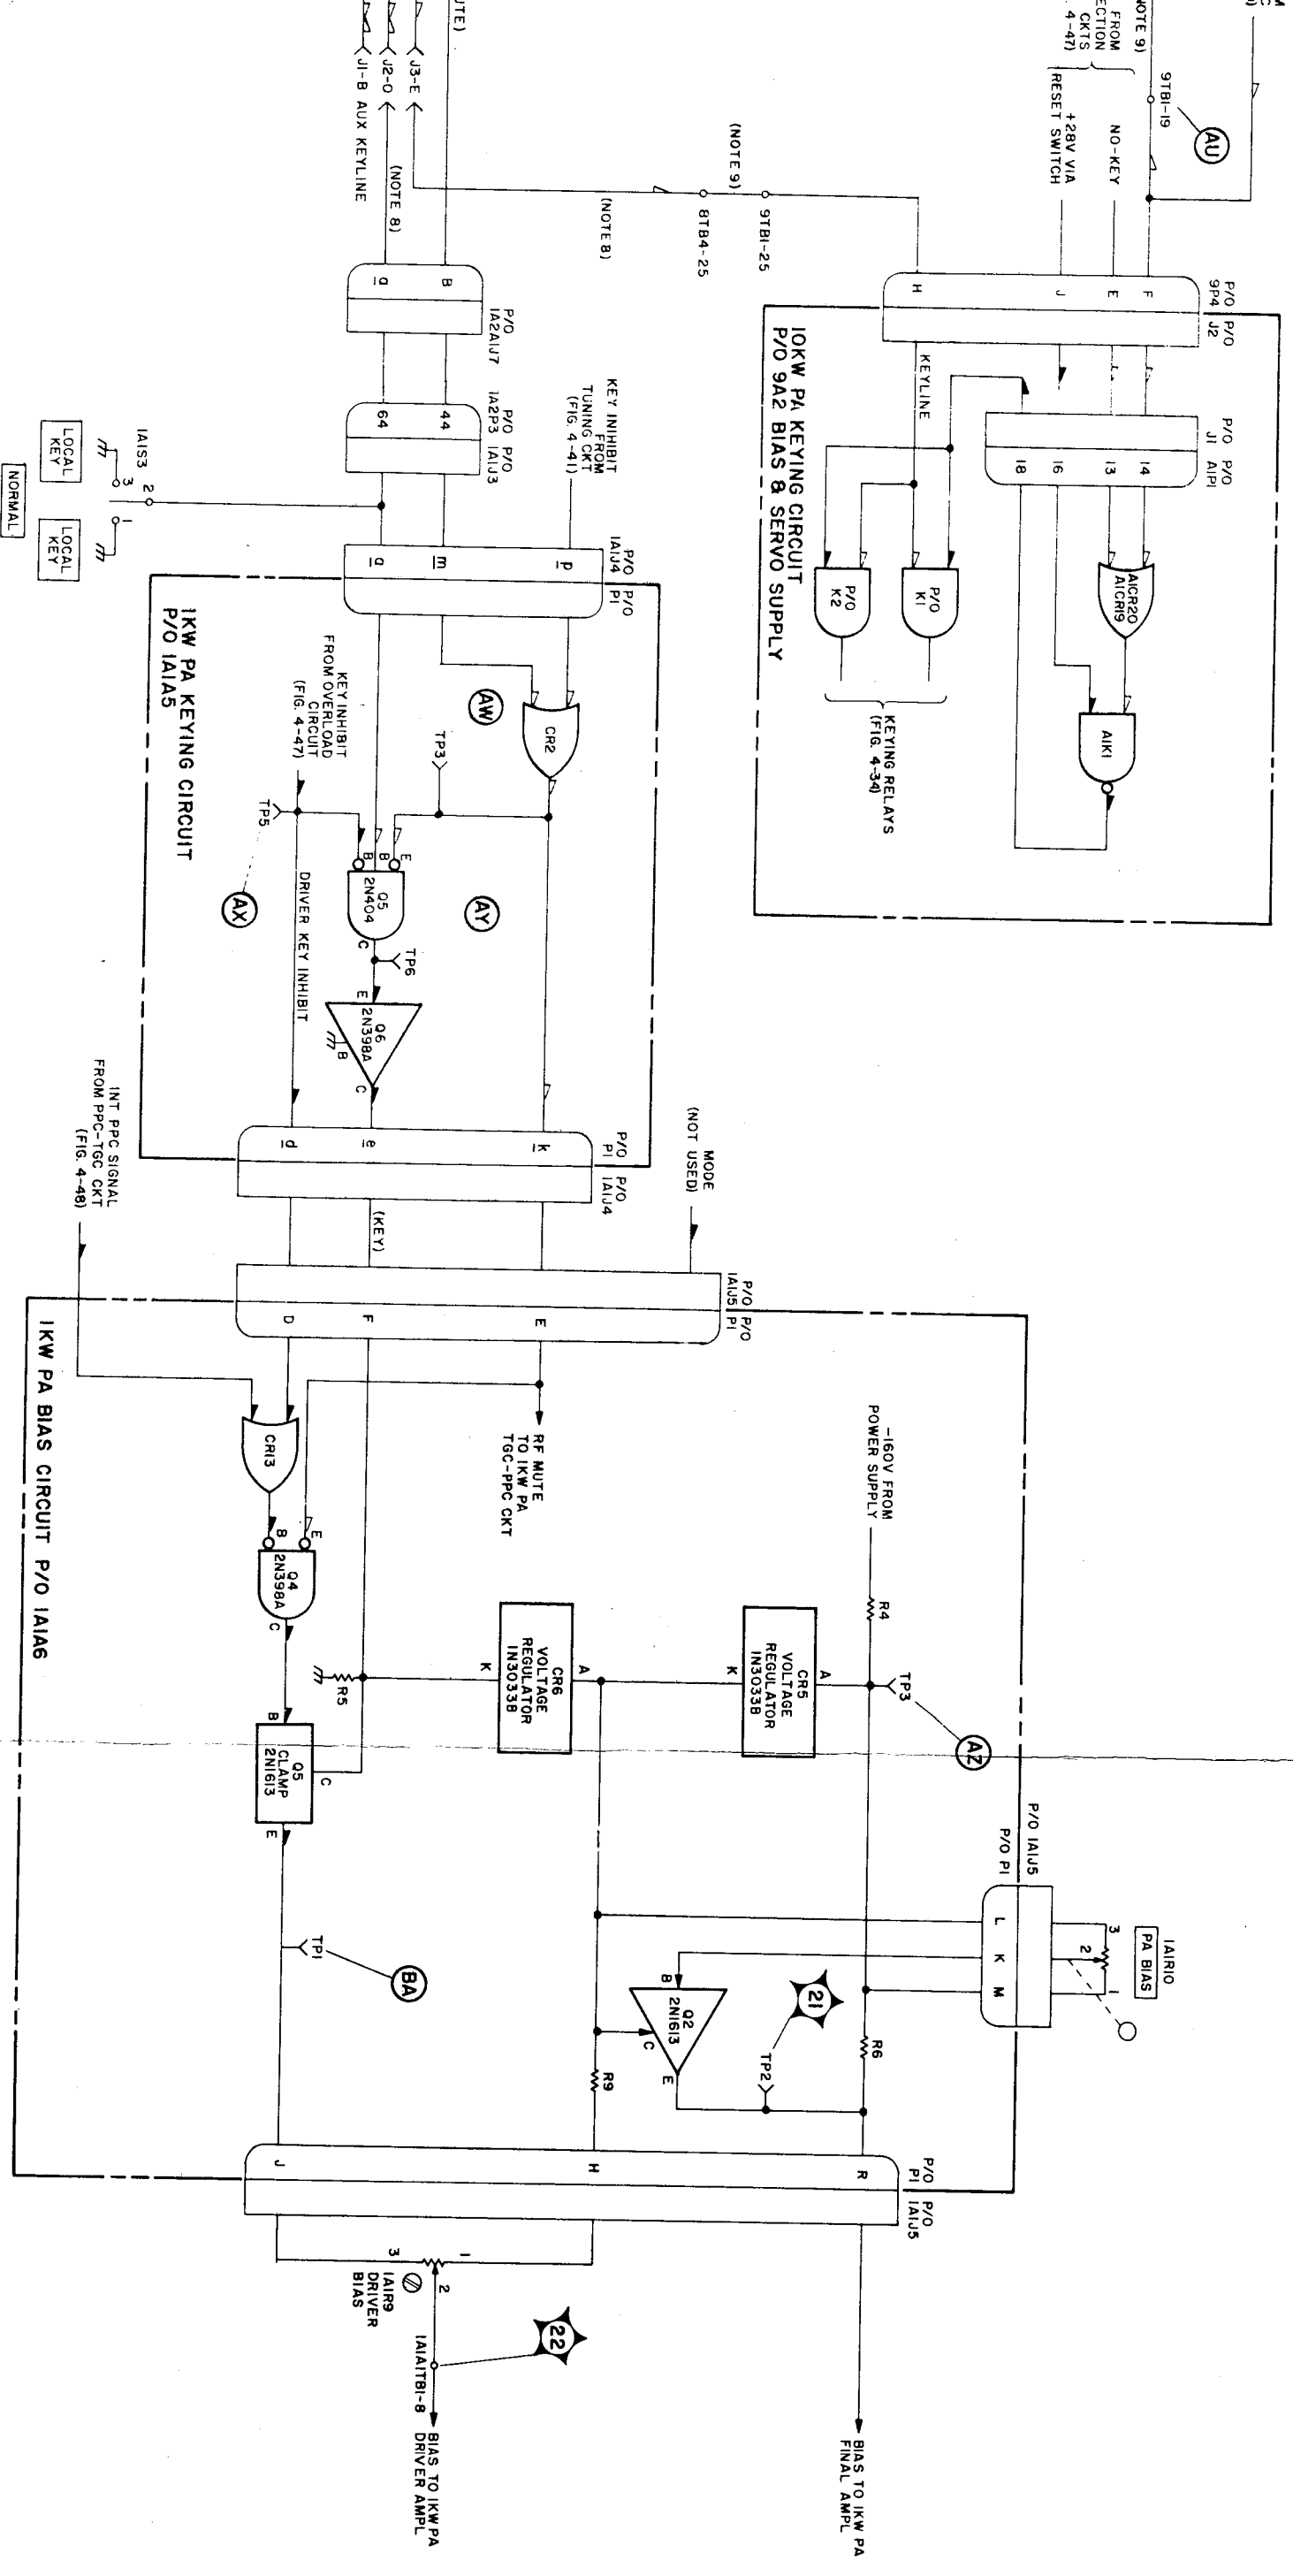 NOTE 9)
FROM
CKTS
4-47)
9TB1-19
AU
NO-KEY
+28V VIA
RESET SWITCH
J3-E
J2-O
J1-B AUX KEYLINE
(NOTE 8)
(NOTE 9)
(NOTE 8)
9TB1-25
8TB4-25
P/O P/O
9P4 J2
F
E
J
H
10KW PA KEYING CIRCUIT
P/O 9A2 BIAS & SERVO SUPPLY
KEYLINE
P/O P/O
J1 A1P1
14
13
16
18
A1CR20
A1CR19
A1K1
P/O
K1
P/O
K2
KEYING RELAYS
(FIG. 4-34)
P/O
1A2A1J7
B
a
P/O P/O
1A2P3 1A1J3
44
64
KEY INHIBIT
FROM
TUNING CKT
(FIG. 4-41)
1A1S3
2
3
1
LOCAL
KEY
LOCAL
KEY
NORMAL
P/O P/O
1A1J4 P1
p
m
q
1KW PA KEYING CIRCUIT
P/O 1A1A5
KEY INHIBIT
FROM OVERLOAD
CIRCUIT
(FIG. 4-47)
TP5
AX
AW
TP3
CR2
AY
E
B
B
Q5
2N404
C
TP6
E
Q6
2N398A
B
C
DRIVER KEY INHIBIT
P/O P/O
P1 1A1J4
k
e
d
(KEY)
MODE
(NOT USED)
INT PPC SIGNAL
FROM PPC-TGC CKT
(FIG. 4-48)
P/O P/O
1A1J5 P1
E
F
D
1KW PA BIAS CIRCUIT P/O 1A1A6
RF MUTE
TO 1KW PA
TGC-PPC CKT
CR13
E
B
Q4
2N398A
C
-160V FROM
POWER SUPPLY
R4
TP3
AZ
A
CR5
VOLTAGE
REGULATOR
1N3033B
K
A
CR6
VOLTAGE
REGULATOR
1N3033B
K
R5
B
Q5
CLAMP
2N1613
C
E
TP1
BA
P/O 1A1J5
P/O P1
L
K
M
3
2
1
1A1R10
PA BIAS
B
Q2
2N1613
C
E
21
TP2
R6
R9
P/O P/O
P1 1A1J5
R
H
J
1
2
3
1A1R9
DRIVER
BIAS
22
1A1A1TB1-8
BIAS TO 1KW PA
DRIVER AMPL
BIAS TO 1KW PA
FINAL AMPL